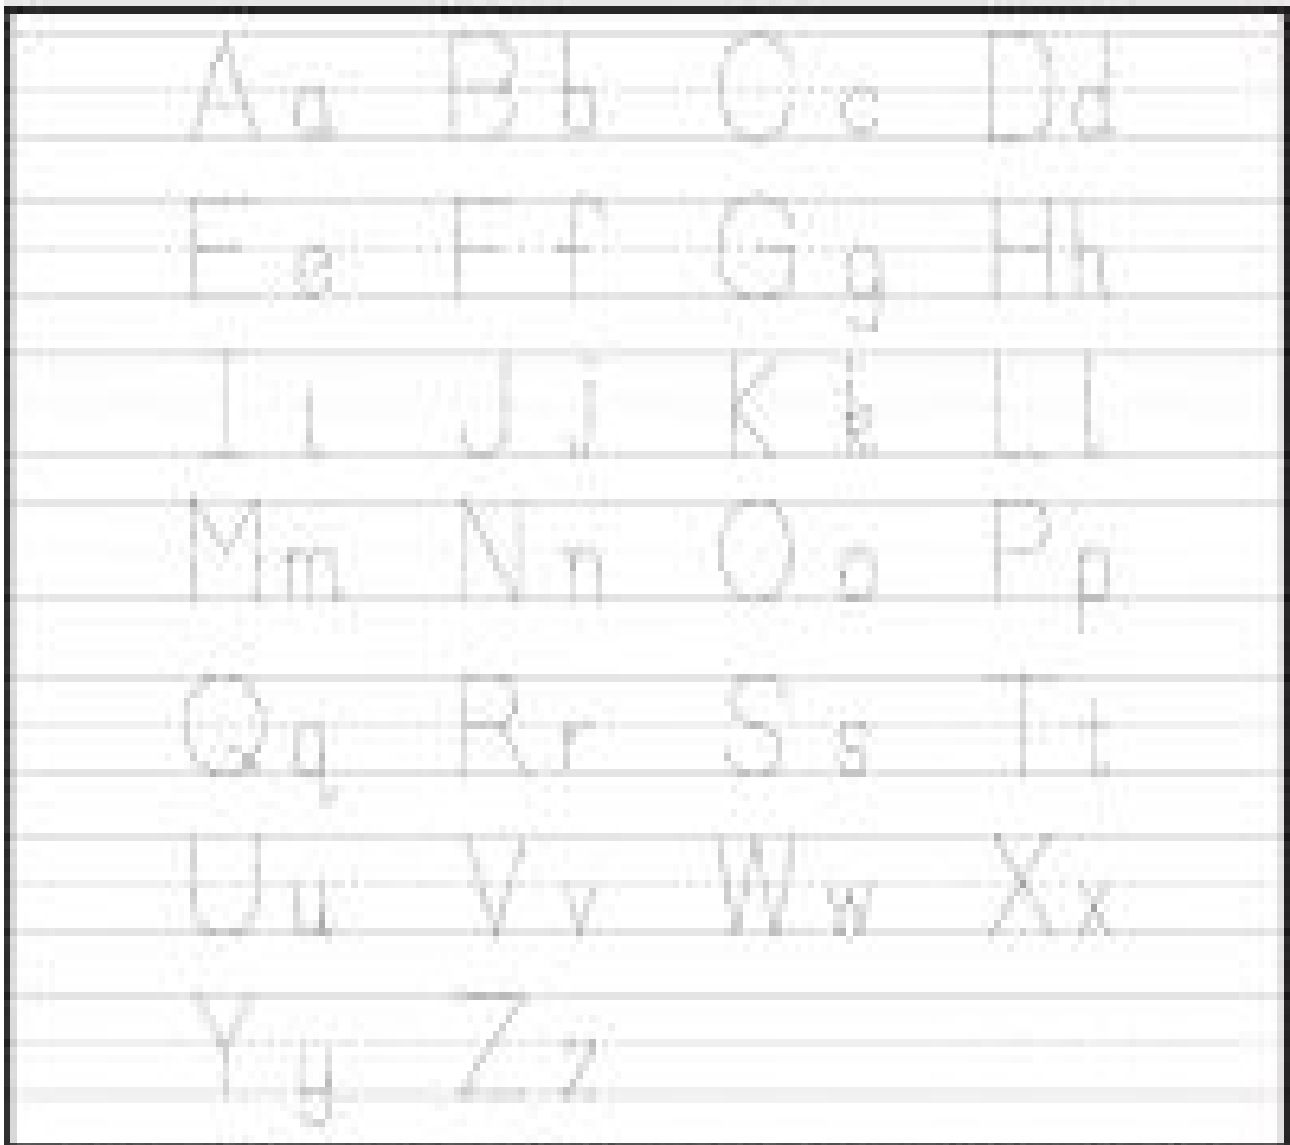 Aa Bb Cc Dd
Ee Ff Gg Hh
Ii Jj Kk Ll
Mm Nn Oo Pp
Qq Rr Ss Tt
Uu Vv Ww Xx
Yy Zz